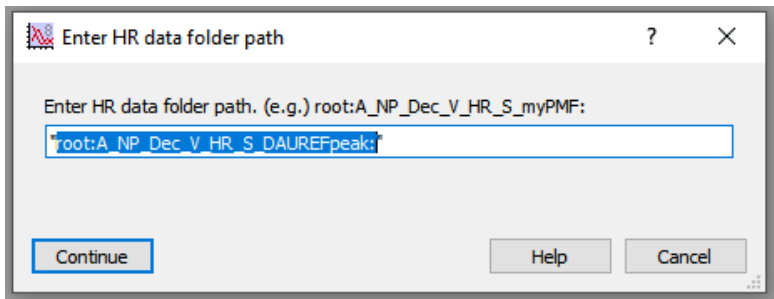 Enter HR data folder path
?
Enter HR data folder path. (e.g.) root:A_NP_Dec_V_HR_S_myPMF:
"root:A_NP_Dec_V_HR_S_DAUREFpeak:"
Continue
Help
Cancel